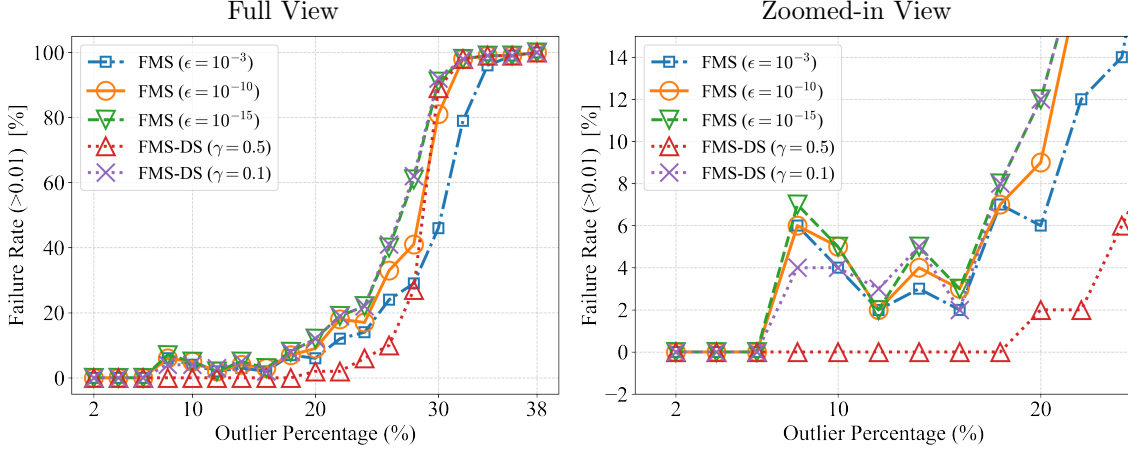 Full View
Zoomed-in View
Failure Rate (>0.01) [%]
100
80
60
40
20
0
FMS (ϵ = 10⁻³)
FMS (ϵ = 10⁻¹⁰)
FMS (ϵ = 10⁻¹⁵)
FMS-DS (γ = 0.5)
FMS-DS (γ = 0.1)
2
10
20
30
38
Outlier Percentage (%)
Failure Rate (>0.01) [%]
14
12
10
8
6
4
2
0
−2
FMS (ϵ = 10⁻³)
FMS (ϵ = 10⁻¹⁰)
FMS (ϵ = 10⁻¹⁵)
FMS-DS (γ = 0.5)
FMS-DS (γ = 0.1)
2
10
20
Outlier Percentage (%)